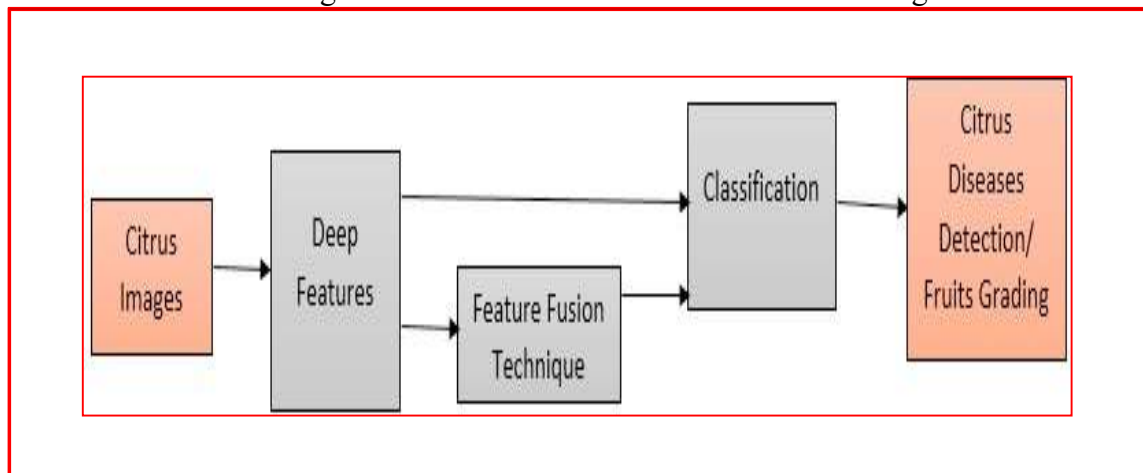 Citrus
Images
Deep
Features
Feature Fusion
Technique
Classification
Citrus
Diseases
Detection/
Fruits Grading